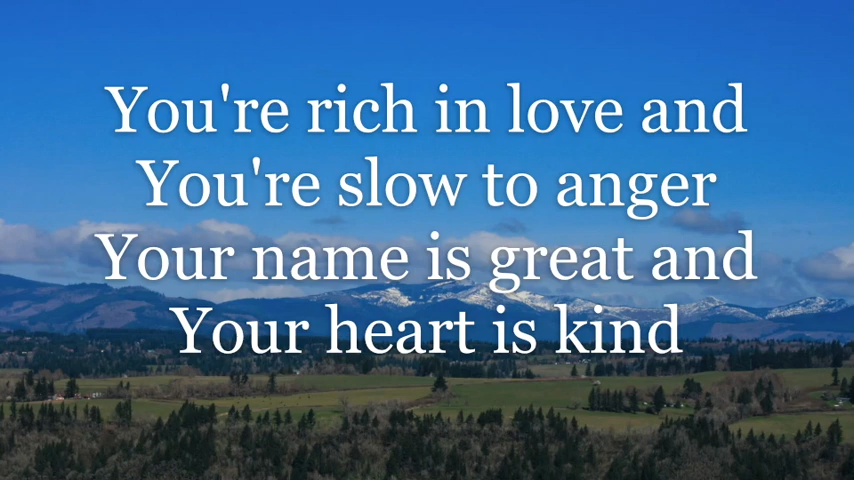 You're rich in love and
You're slow to anger
Your name is great and
Your heart is kind